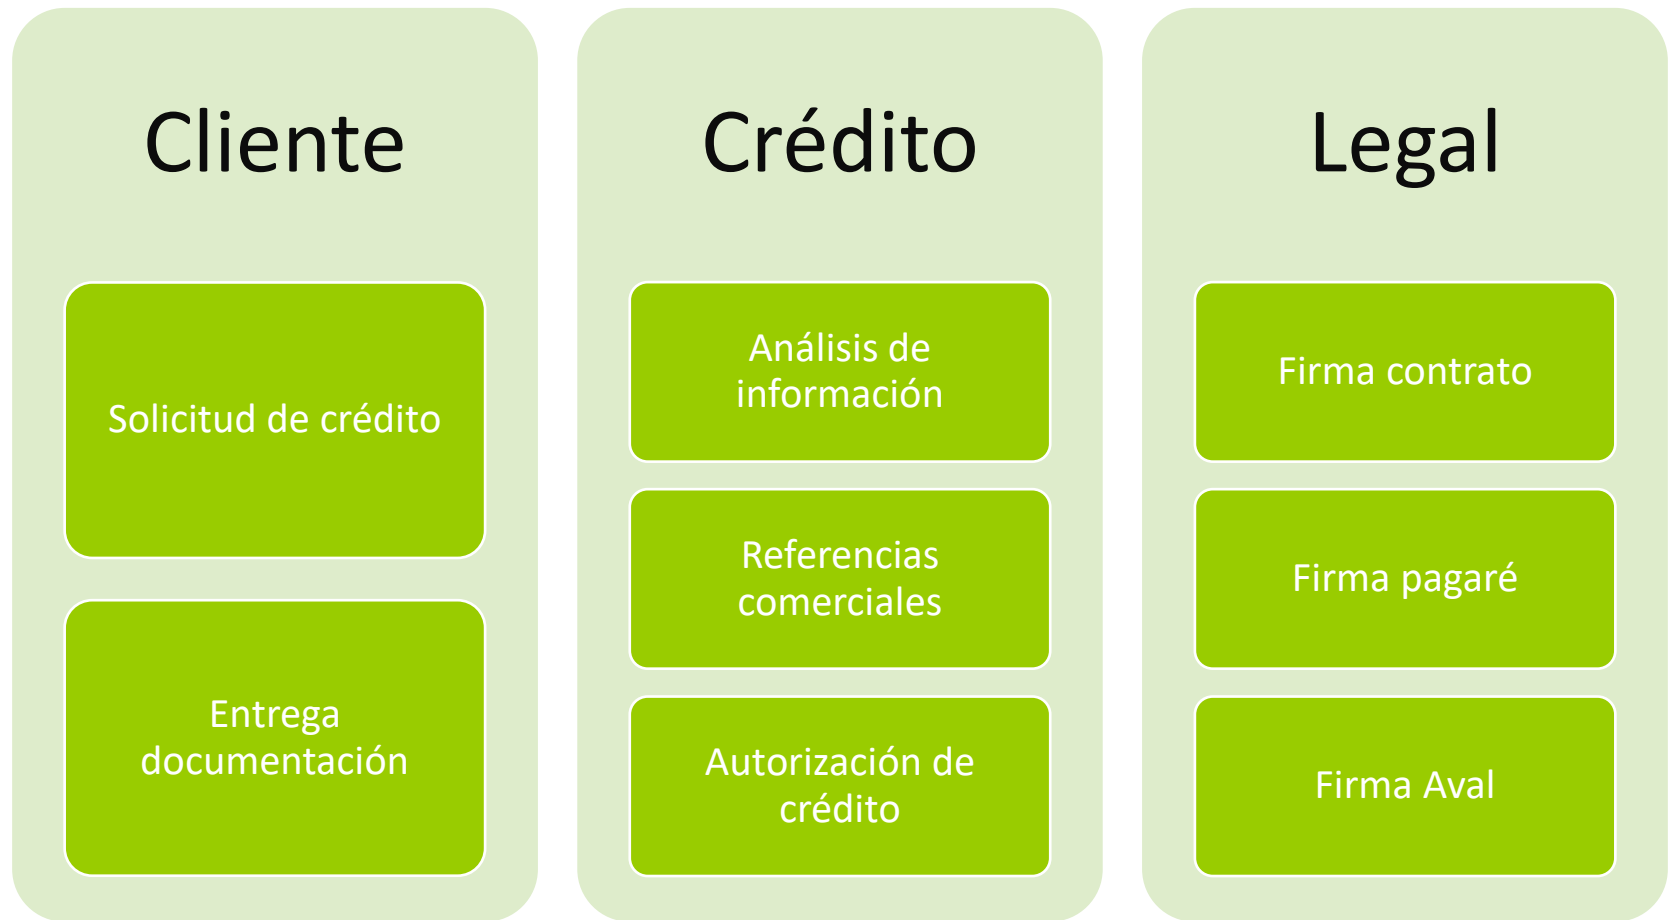 Cliente
Solicitud de crédito
Entrega
documentación
Crédito
Análisis de
información
Referencias
comerciales
Autorización de
crédito
Legal
Firma contrato
Firma pagaré
Firma Aval